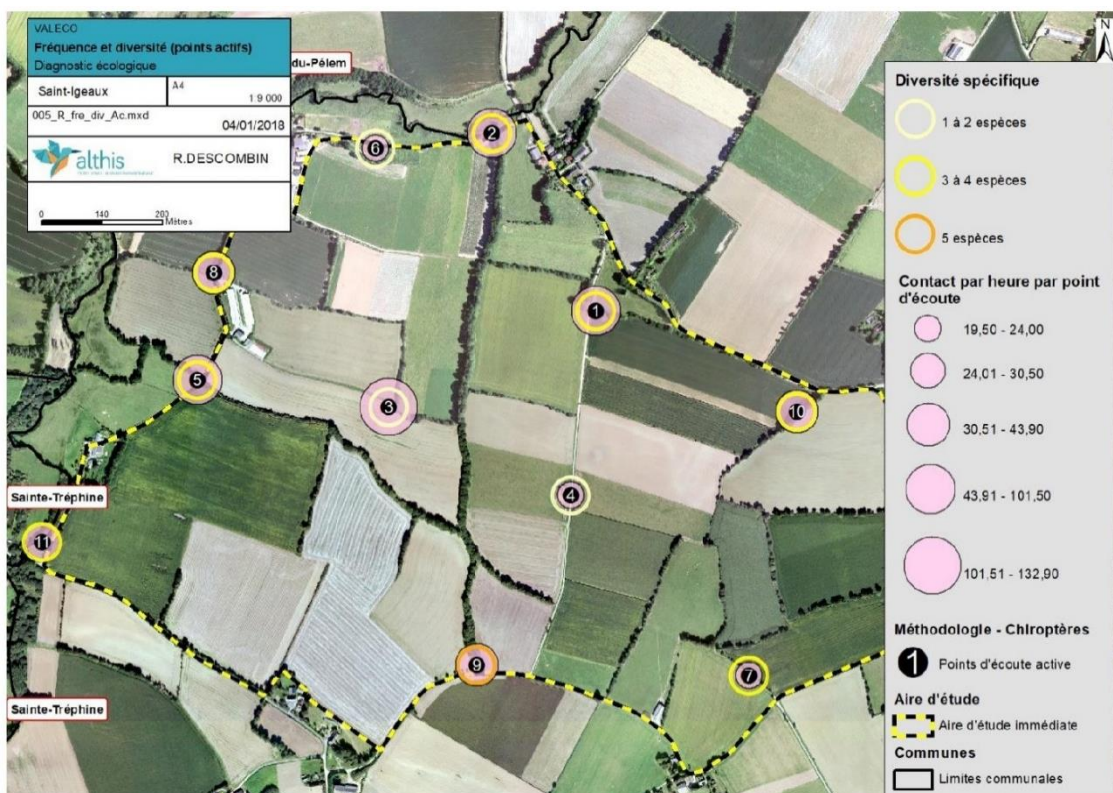 VALECO
Fréquence et diversité (points actifs)
Diagnostic écologique
Saint-Igeaux
A4
1:9 000
005_R_fre_div_Ac.mxd
04/01/2018
althis
R.DESCOMBIN
0 140 280
Mètres
du-Pélem
N
6
2
8
1
5
3
10
4
Sainte-Tréphine
11
9
7
Sainte-Tréphine
Diversité spécifique
1 à 2 espèces
3 à 4 espèces
5 espèces
Contact par heure par point
d'écoute
19,50 - 24,00
24,01 - 30,50
30,51 - 43,90
43,91 - 101,50
101,51 - 132,90
Méthodologie - Chiroptères
1 Points d'écoute active
Aire d'étude
Aire d'étude immédiate
Communes
Limites communales